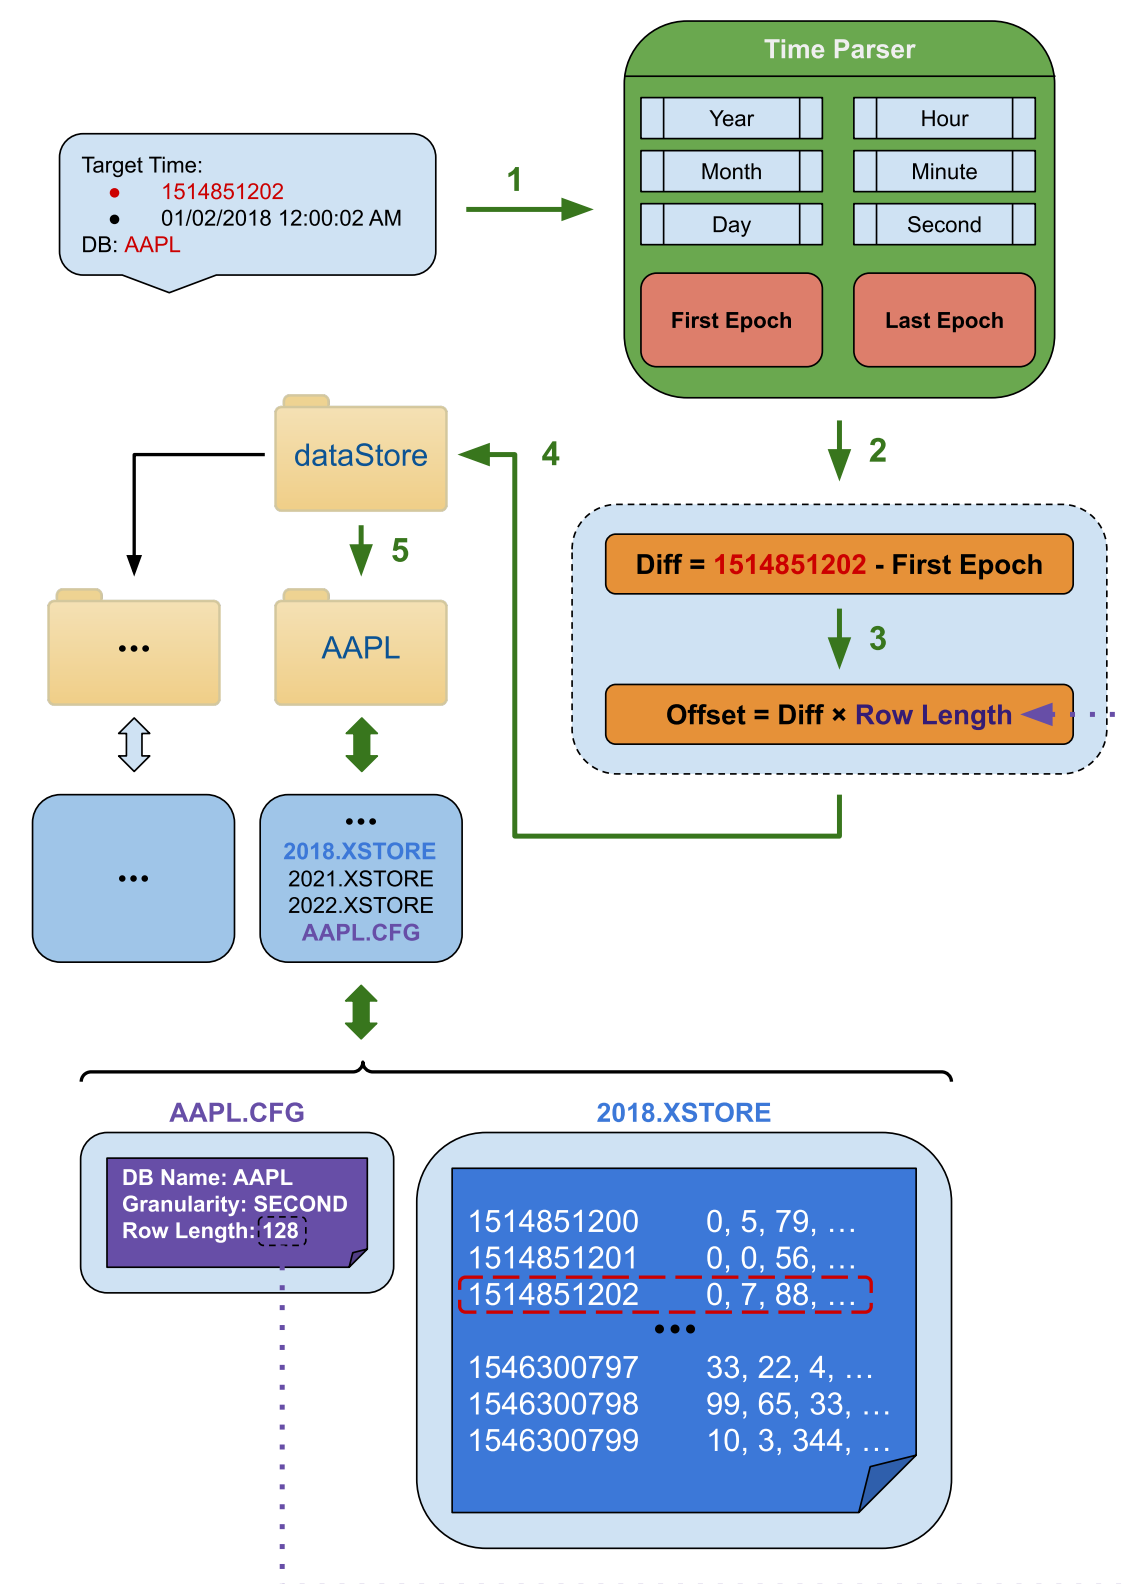 Time Parser
Year
Hour
Month
Minute
Day
Second
First Epoch
Last Epoch
Target Time:
● 1514851202
● 01/02/2018 12:00:02 AM
DB: AAPL
1
2
Diff = 1514851202 - First Epoch
3
Offset = Diff × Row Length
4
dataStore
5
...
AAPL
...
...
2018.XSTORE
2021.XSTORE
2022.XSTORE
AAPL.CFG
AAPL.CFG
DB Name: AAPL
Granularity: SECOND
Row Length: 128
2018.XSTORE
1514851200 0, 5, 79, …
1514851201 0, 0, 56, …
1514851202 0, 7, 88, …
...
1546300797 33, 22, 4, …
1546300798 99, 65, 33, …
1546300799 10, 3, 344, …